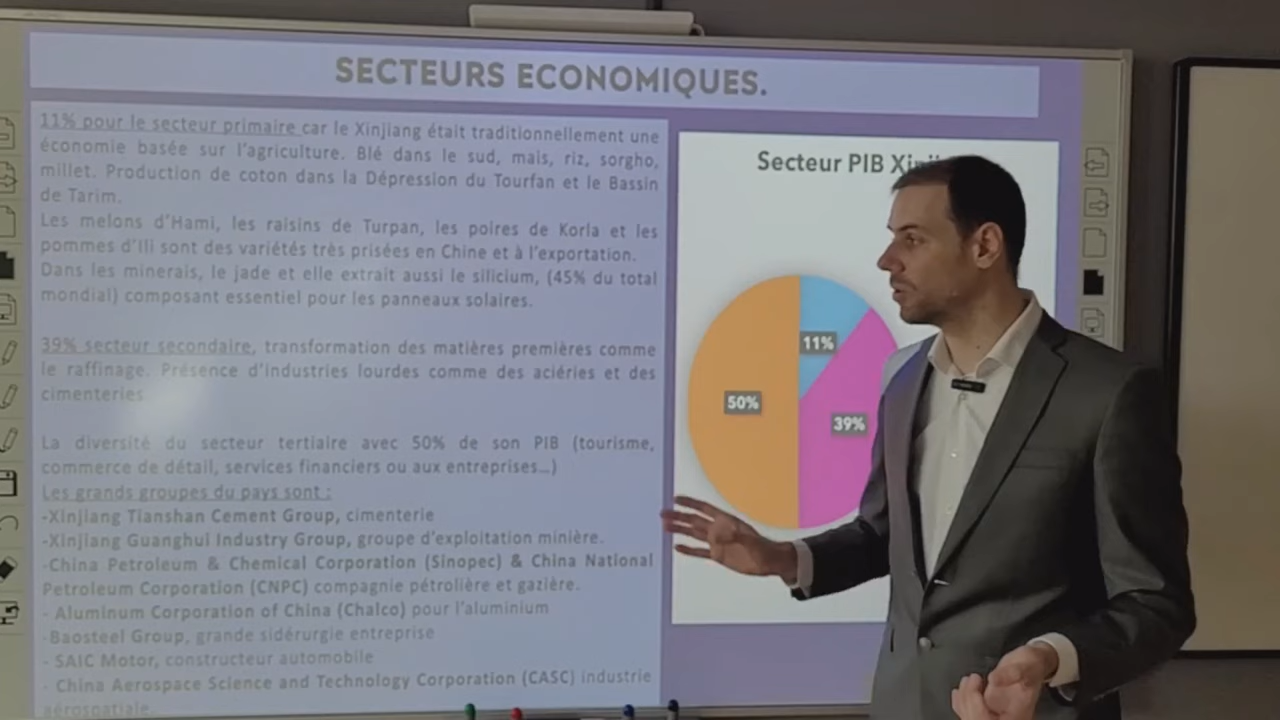 SECTEURS ECONOMIQUES.
11% pour le secteur primaire car le Xinjiang était traditionnellement une
économie basée sur l'agriculture. Blé dans le sud, mais, riz, sorgho,
millet. Production de coton dans la Dépression du Tourfan et le Bassin
de Tarim.
Les melons d'Hami, les raisins de Turpan, les poires de Korla et les
pommes d'Ili sont des variétés très prisées en Chine et à l'exportation.
Dans les minerais, le jade et elle extrait aussi le silicium, (45% du total
mondial) composant essentiel pour les panneaux solaires.
39% secteur secondaire, transformation des matières premières comme
le raffinage. Présence d'industries lourdes comme des aciéries et des
cimenteries
La diversité du secteur tertiaire avec 50% de son PIB (tourisme,
commerce de détail, services financiers ou aux entreprises...)
Les grands groupes du pays sont :
-Xinjiang Tianshan Cement Group, cimenterie
-Xinjiang Guanghui Industry Group, groupe d'exploitation minière.
-China Petroleum & Chemical Corporation (Sinopec) & China National
Petroleum Corporation (CNPC) compagnie pétrolière et gazière.
- Aluminum Corporation of China (Chalco) pour l'aluminium
-Baosteel Group, grande sidérurgie entreprise
- SAIC Motor, constructeur automobile
- China Aerospace Science and Technology Corporation (CASC) industrie
aérospatiale.
Secteur PIB
11%
50%
39%